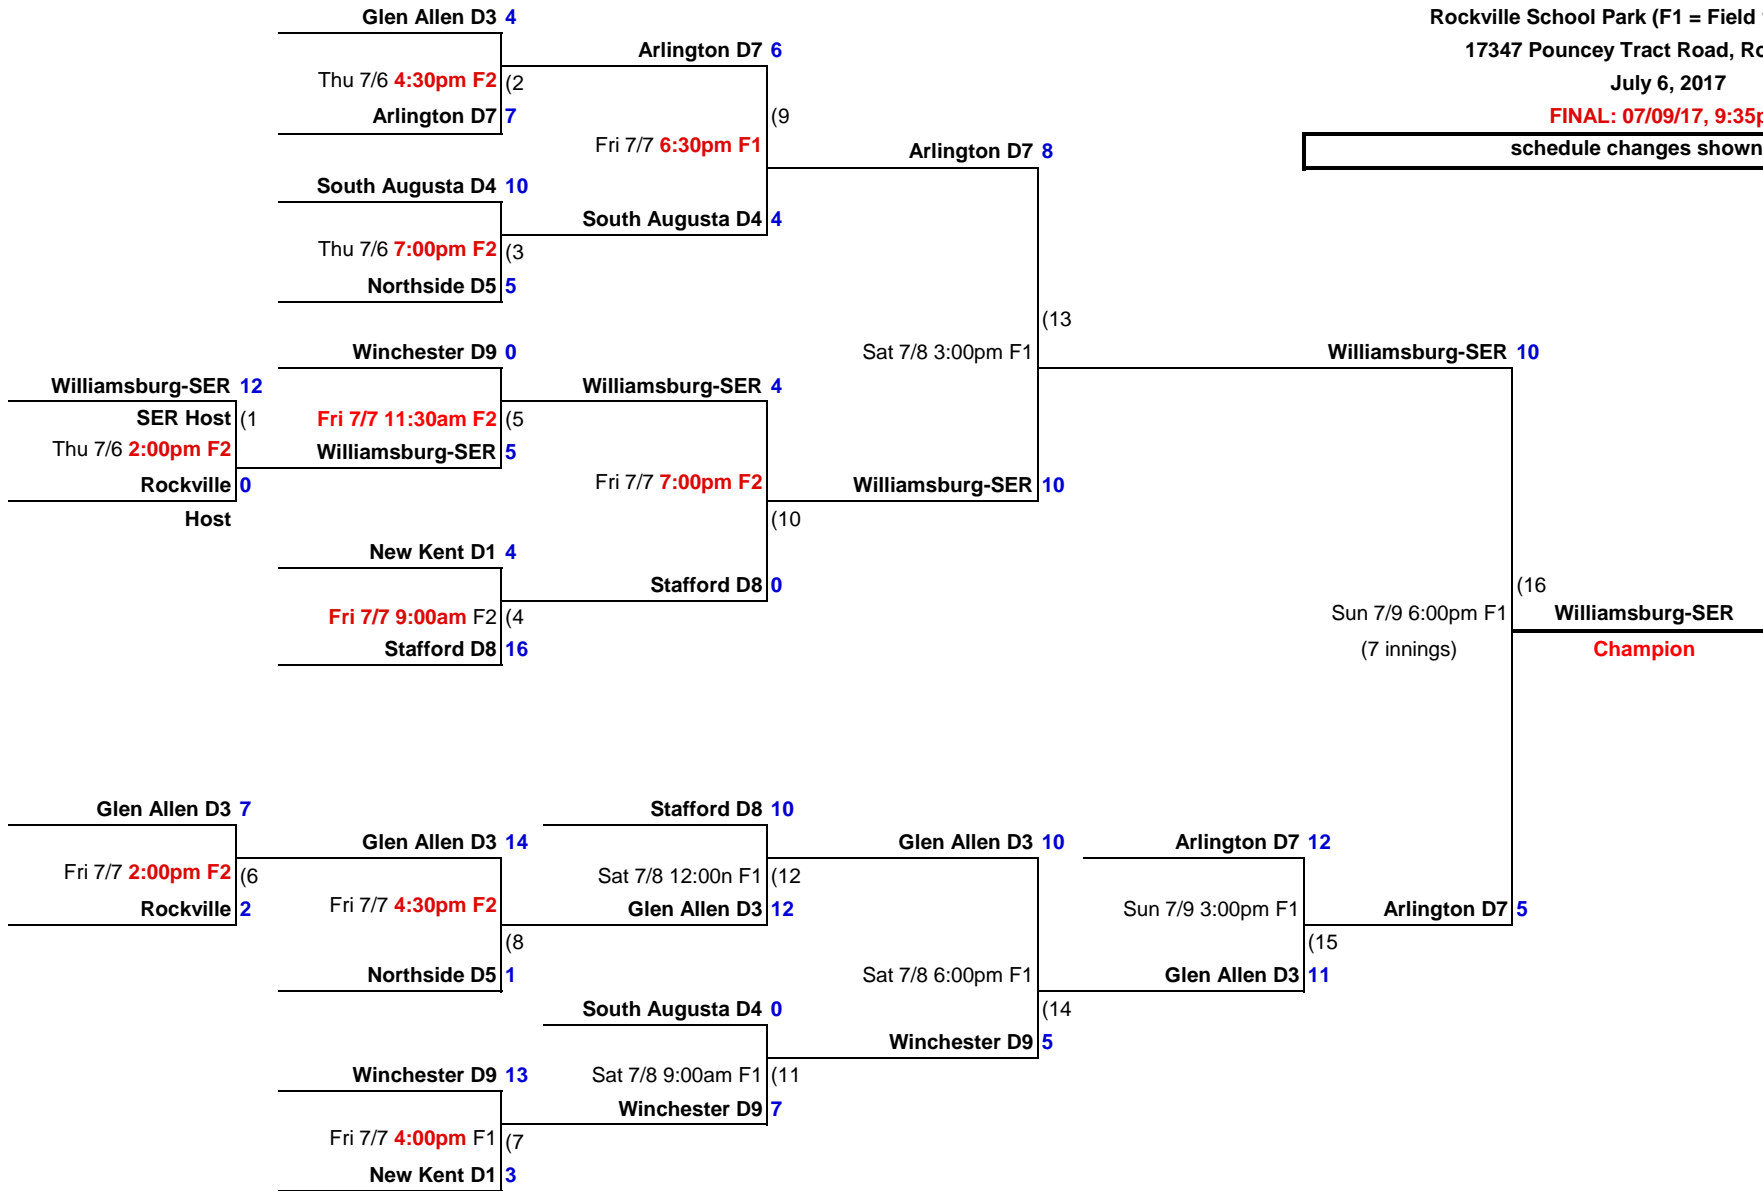 Glen Allen D3 4
Rockville School Park (F1 = Field
Arlington D7 6
17347 Pouncey Tract Road, Ro
Thu 7/6 4:30pm F2 (2
July 6, 2017
Arlington D7 7
(9
FINAL: 07/09/17, 9:35p
Fri 7/7 6:30pm F1
Arlington D7 8
schedule changes shown
South Augusta D4 10
South Augusta D4 4
Thu 7/6 7:00pm F2 (3
Northside D5 5
(13
Winchester D9 0
Sat 7/8 3:00pm F1
Williamsburg-SER 10
Williamsburg-SER 12
Williamsburg-SER 4
SER Host (1
Fri 7/7 11:30am F2 (5
Thu 7/6 2:00pm F2
Williamsburg-SER 5
Rockville 0
Fri 7/7 7:00pm F2
Williamsburg-SER 10
Host
(10
New Kent D1 4
Stafford D8 0
(16
Fri 7/7 9:00am F2 (4
Sun 7/9 6:00pm F1
Williamsburg-SER
Stafford D8 16
(7 innings)
Champion
Glen Allen D3 7
Stafford D8 10
Glen Allen D3 14
Glen Allen D3 10
Arlington D7 12
Fri 7/7 2:00pm F2 (6
Sat 7/8 12:00n F1 (12
Rockville 2
Fri 7/7 4:30pm F2
Glen Allen D3 12
Sun 7/9 3:00pm F1
Arlington D7 5
(8
(15
Northside D5 1
Sat 7/8 6:00pm F1
Glen Allen D3 11
South Augusta D4 0
(14
Winchester D9 5
Winchester D9 13
Sat 7/8 9:00am F1 (11
Winchester D9 7
Fri 7/7 4:00pm F1 (7
New Kent D1 3